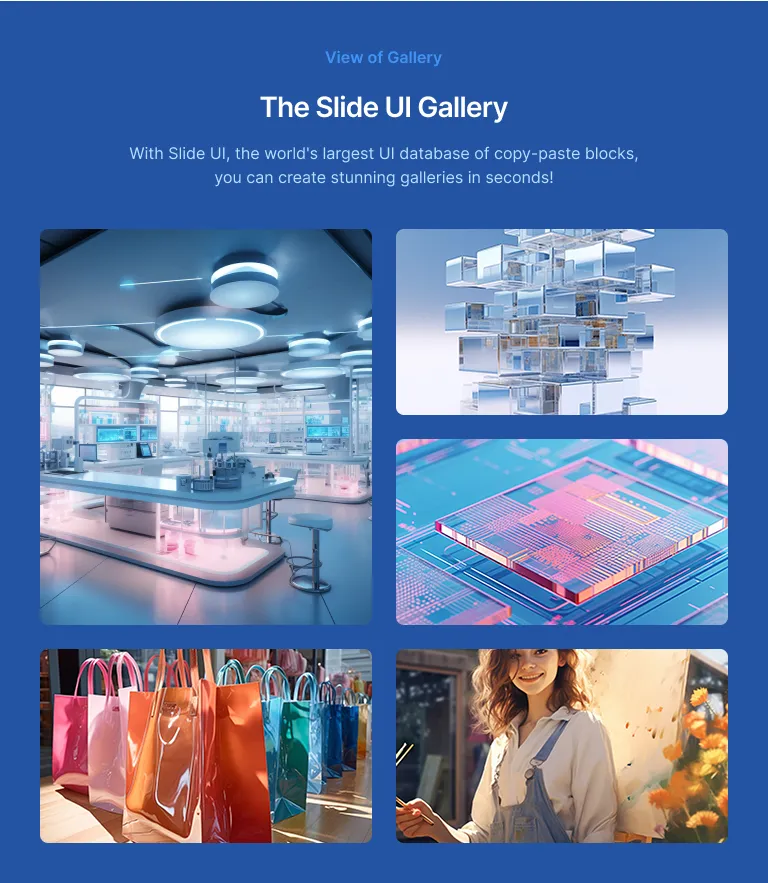 View of Gallery
The Slide UI Gallery
With Slide UI, the world's largest UI database of copy-paste blocks,
you can create stunning galleries in seconds!